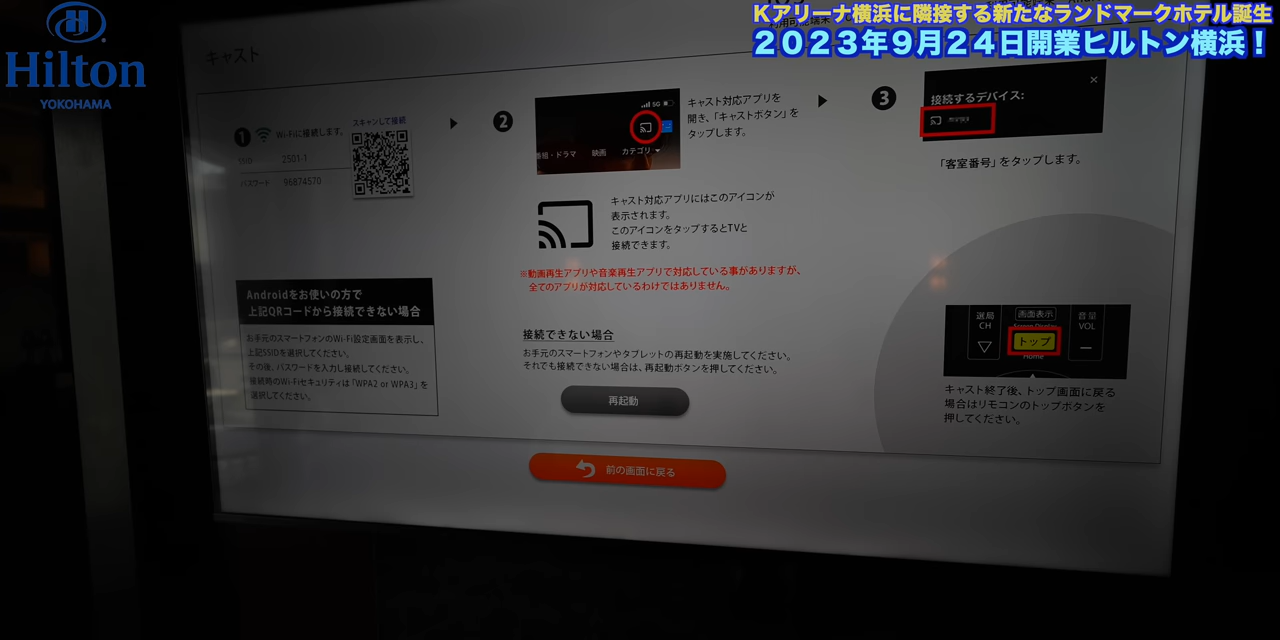 Hilton
YOKOHAMA
Kアリーナ横浜に隣接する新たなランドマークホテル誕生
２０２３年９月２４日開業ヒルトン横浜！
キャスト
1
Wi-Fiに接続します。
スキャンして接続
SSID
2501-1
パスワード
96874570
2
5G
番組・ドラマ
映画
カテゴリ
キャスト対応アプリを
開き、「キャストボタン」を
タップします。
3
接続するデバイス:
「客室番号」をタップします。
キャスト対応アプリにはこのアイコンが
表示されます。
このアイコンをタップするとTVと
接続できます。
※動画再生アプリや音楽再生アプリで対応している事がありますが、
全てのアプリが対応しているわけではありません。
Androidをお使いの方で
上記QRコードから接続できない場合
お手元のスマートフォンのWi-Fi設定画面を表示し、
上記SSIDを選択してください。
その後、パスワードを入力し接続してください。
接続時のWi-Fiセキュリティは「WPA2 or WPA3」を
選択してください。
接続できない場合
お手元のスマートフォンやタブレットの再起動を実施してください。
それでも接続できない場合は、再起動ボタンを押してください。
再起動
選局
CH
画面表示
トップ
Home
音量
VOL
キャスト終了後、トップ画面に戻る
場合はリモコンのトップボタンを
押してください。
前の画面に戻る